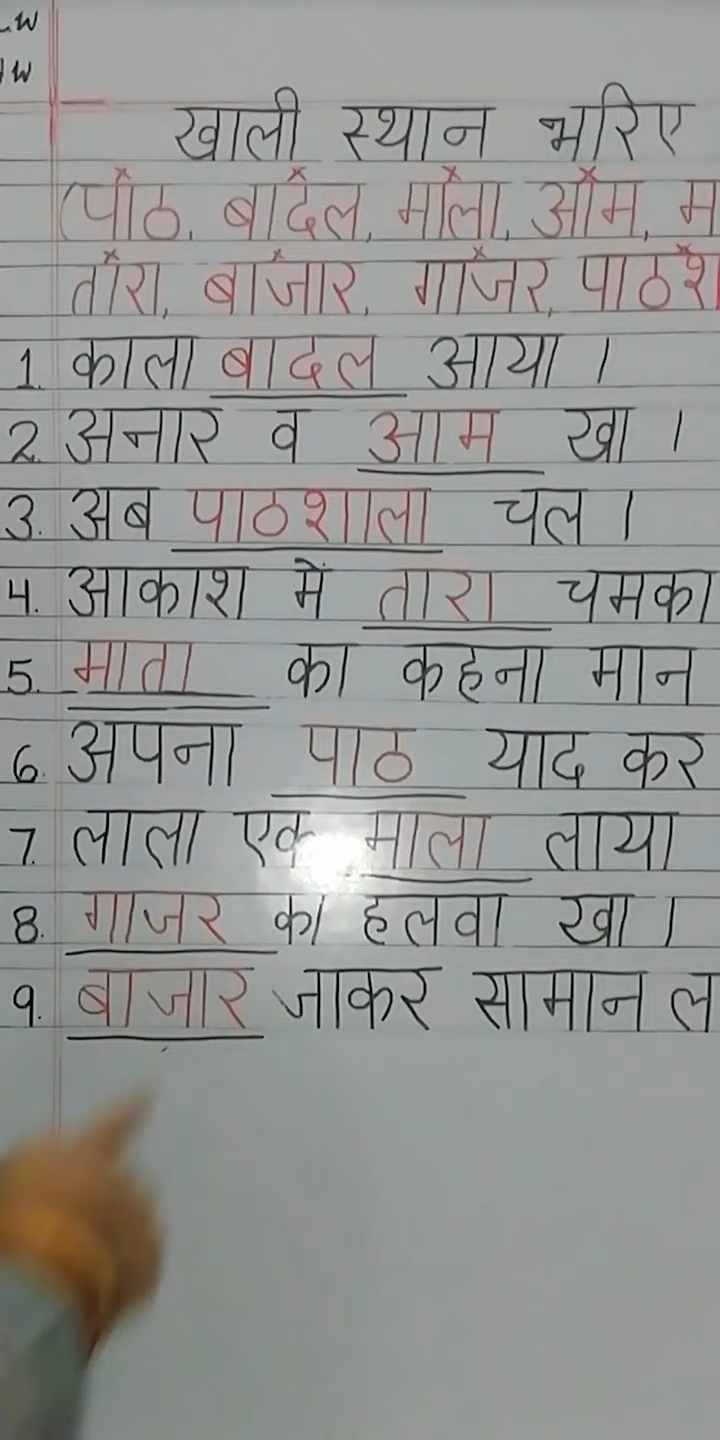 W
W
खाली स्थान भरिए
(पाठ, बादल, माला, आम, म
तारा, बाजार, गाजर, पाठश
1. काला बादल आया ।
2. अनार व आम खा ।
3. अब पाठशाला चल ।
4. आकाश में तारा चमका
5. माता का कहना मान
6. अपना पाठ याद कर
7. लाला एक माला लाया
8. गाजर का हलवा खा ।
9. बाजार जाकर सामान ल